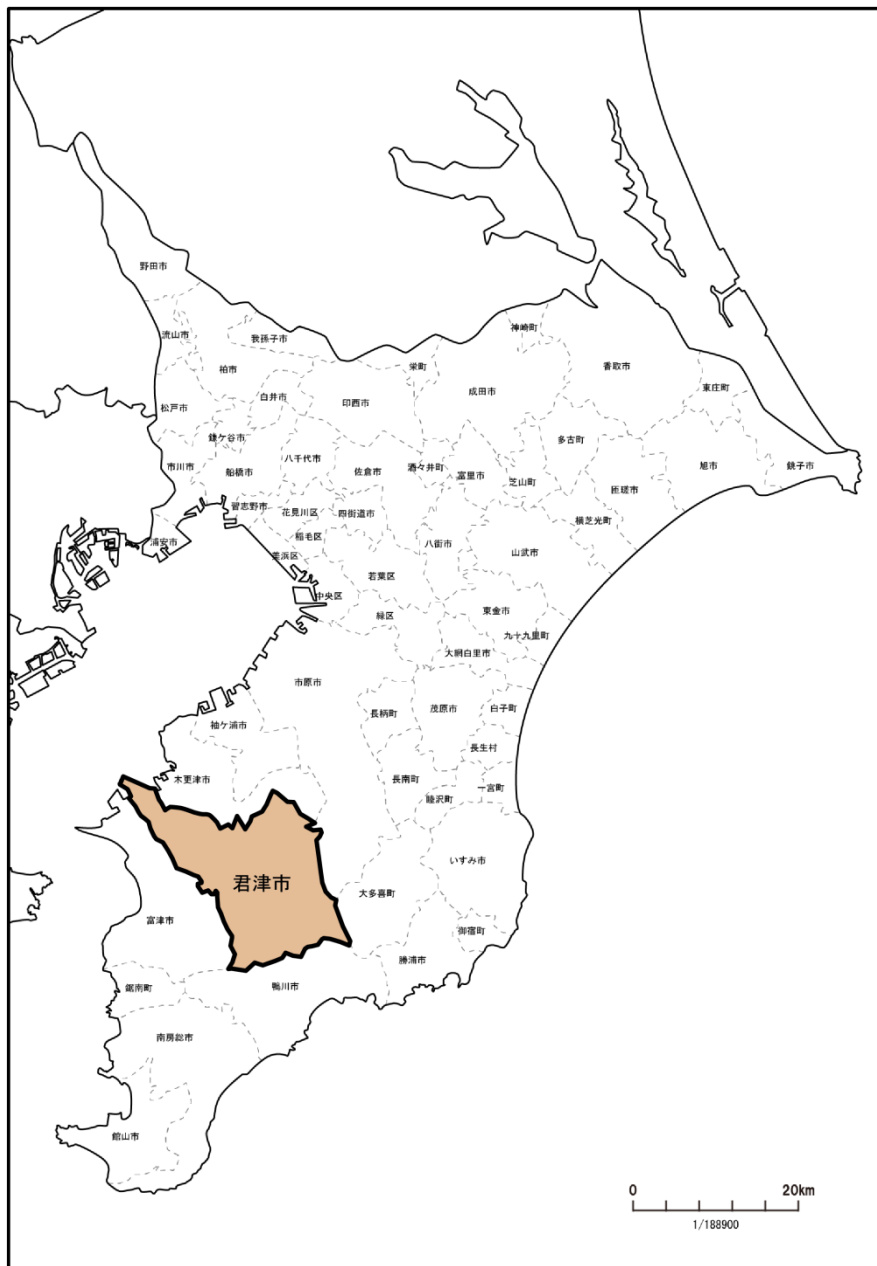 野田市
流山市
我孫子市
柏市
神崎町
栄町
成田市
香取市
東庄町
白井市
印西市
松戸市
鎌ケ谷市
多古町
市川市
船橋市
八千代市
佐倉市
酒々井町
富里市
芝山町
匝瑳市
旭市
銚子市
習志野市
花見川区
四街道市
横芝光町
浦安市
稲毛区
美浜区
八街市
山武市
若葉区
中央区
緑区
東金市
九十九里町
大網白里市
市原市
袖ケ浦市
長柄町
茂原市
白子町
長生村
木更津市
長南町
睦沢町
一宮町
君津市
いすみ市
大多喜町
富津市
御宿町
勝浦市
鋸南町
鴨川市
南房総市
館山市
0 20km
1/188900